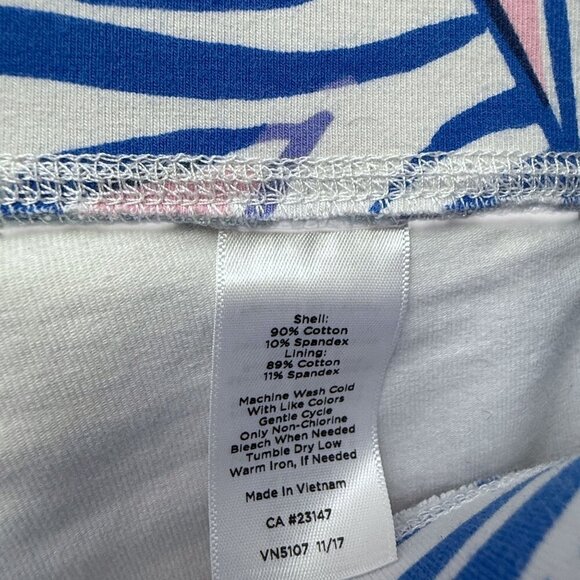 Shell:
90% Cotton
10% Spandex
Lining:
89% Cotton
11% Spandex
Machine Wash Cold
With Like Colors
Gentle Cycle
Only Non-Chlorine
Bleach When Needed
Tumble Dry Low
Warm Iron, If Needed
Made In Vietnam
CA #23147
VN5107 11/17